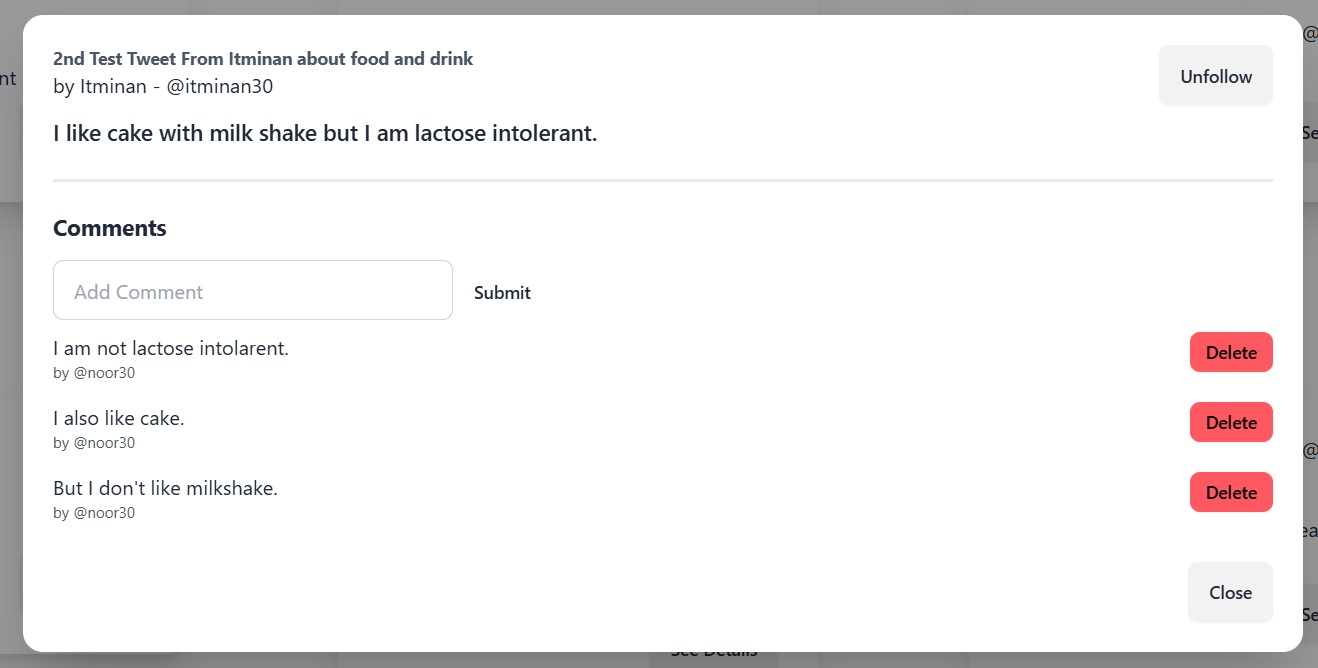 2nd Test Tweet From Itminan about food and drink
by Itminan - @itminan30
Unfollow
I like cake with milk shake but I am lactose intolerant.
Comments
Add Comment
Submit
I am not lactose intolarent.
by @noor30
Delete
I also like cake.
by @noor30
Delete
But I don't like milkshake.
by @noor30
Delete
Close
See Details